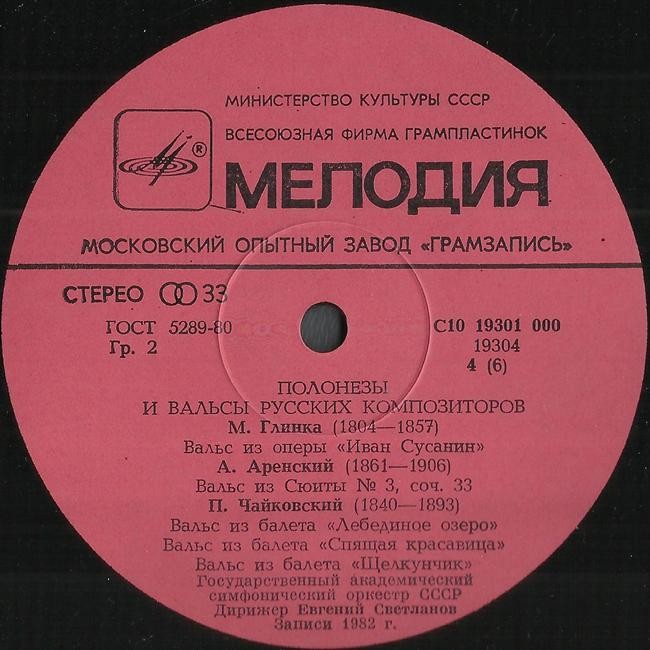 МИНИСТЕРСТВО КУЛЬТУРЫ СССР
ВСЕСОЮЗНАЯ ФИРМА ГРАМПЛАСТИНОК
®
МЕЛОДИЯ
МОСКОВСКИЙ ОПЫТНЫЙ ЗАВОД «ГРАМЗАПИСЬ»
СТЕРЕО 33
ГОСТ 5289-80 С10 19301 000
Гр. 2 19304
4 (6)
ПОЛОНЕЗЫ
И ВАЛЬСЫ РУССКИХ КОМПОЗИТОРОВ
М. Глинка (1804—1857)
Вальс из оперы «Иван Сусанин»
А. Аренский (1861—1906)
Вальс из Сюиты № 3, соч. 33
П. Чайковский (1840—1893)
Вальс из балета «Лебединое озеро»
Вальс из балета «Спящая красавица»
Вальс из балета «Щелкунчик»
Государственный академический
симфонический оркестр СССР
Дирижер Евгений Светланов
Записи 1982 г.